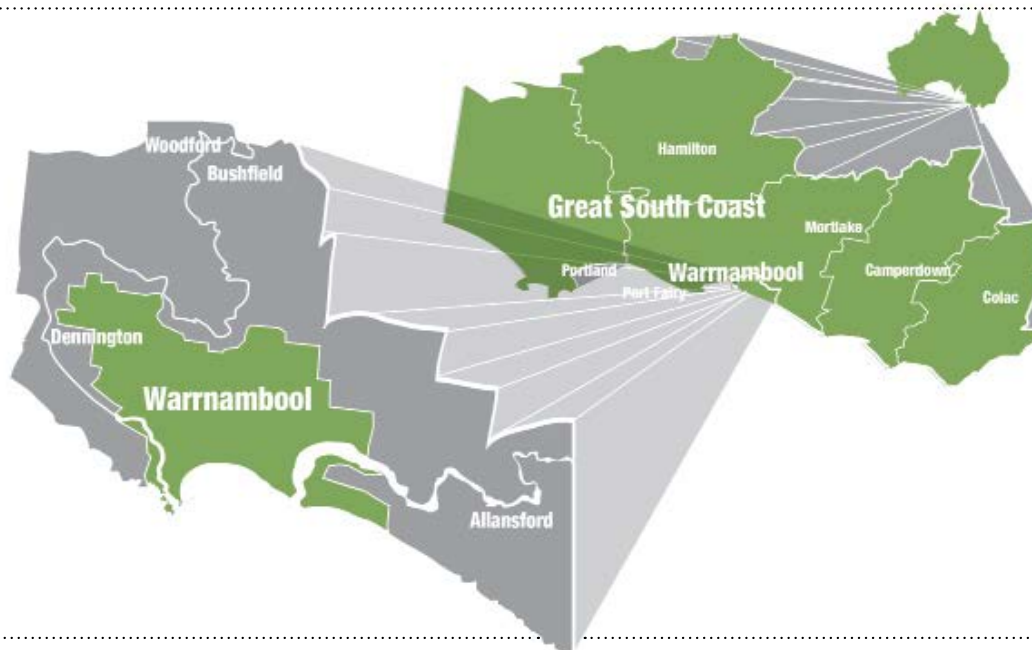 Woodford
Bushfield
Dennington
Warrnambool
Allansford
Hamilton
Great South Coast
Mortlake
Portland
Warrnambool
Camperdown
Port Fairy
Colac